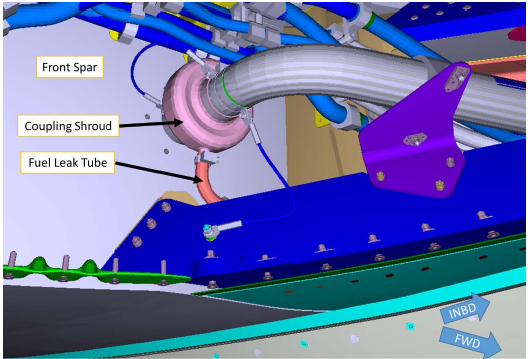 Front Spar
Coupling Shroud
Fuel Leak Tube
INBD
FWD